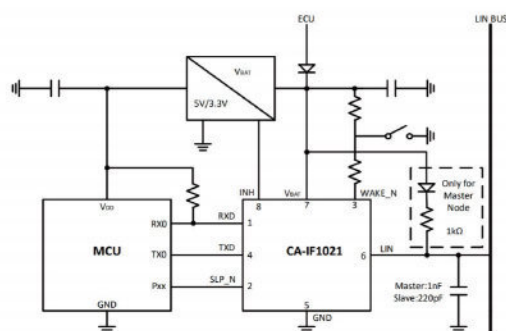 ECU
LIN BUS
VBAT
5V/3.3V
Only for
Master
Node
1kΩ
VDD
INH
8
VBAT
7
WAKE_N
3
RX0
RXD
1
MCU
CA-IF1021
TX0
TXD
4
6
LIN
Pxx
SLP_N
2
Master:1nF
Slave:220pF
GND
5
GND